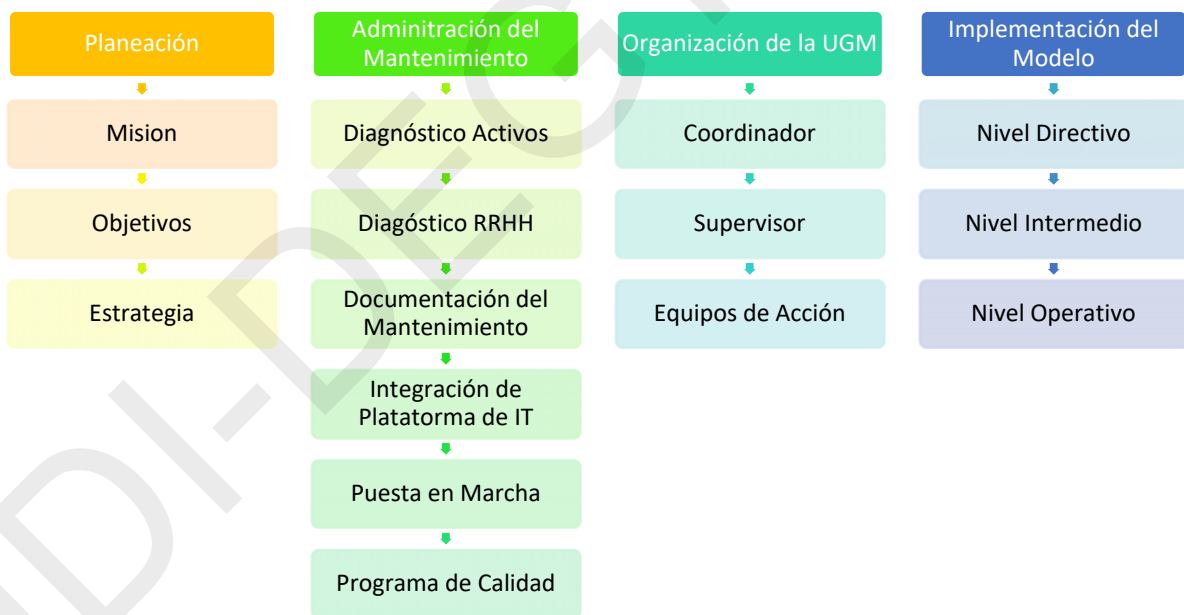 Planeación
Mision
Objetivos
Estrategia
Adminitración del
Mantenimiento
Diagnóstico Activos
Diagóstico RRHH
Documentación del
Mantenimiento
Integración de
Platatorma de IT
Puesta en Marcha
Programa de Calidad
Organización de la UGM
Coordinador
Supervisor
Equipos de Acción
Implementación del
Modelo
Nivel Directivo
Nivel Intermedio
Nivel Operativo